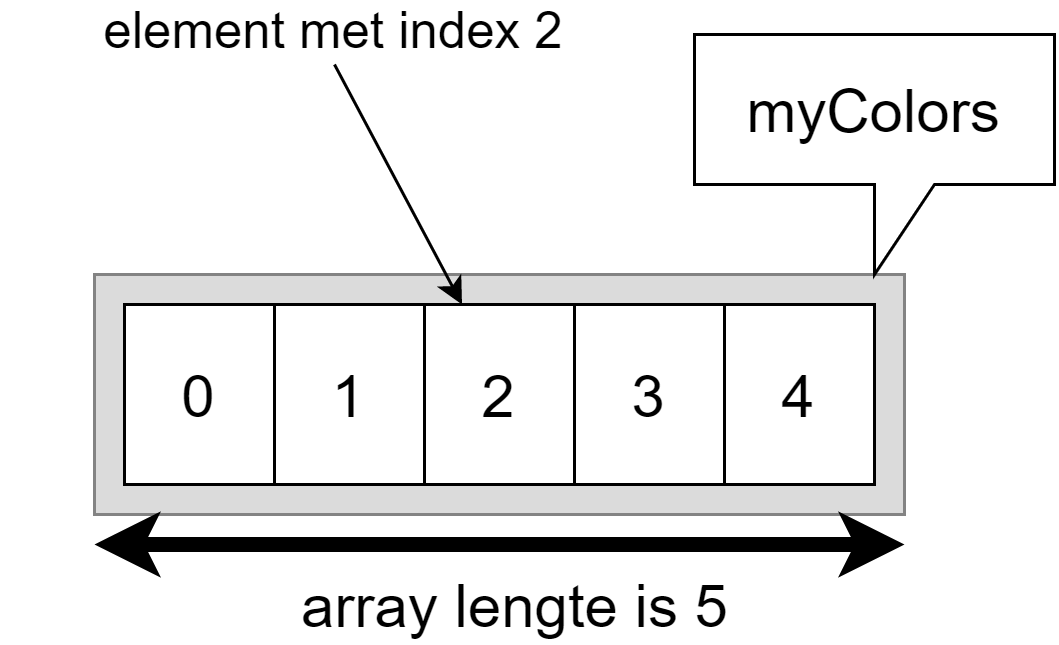 element met index 2
myColors
0 1 2 3 4
array lengte is 5